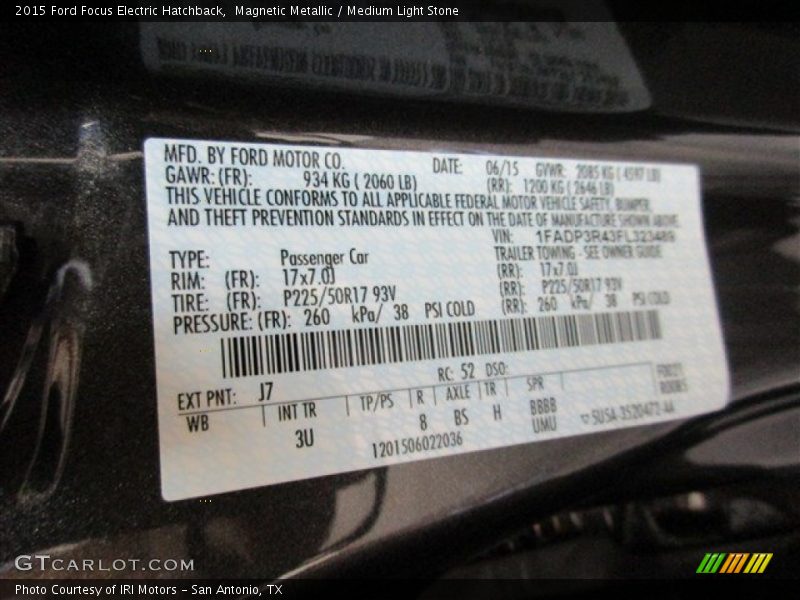 2015 Ford Focus Electric Hatchback,  Magnetic Metallic / Medium Light Stone
MFD. BY FORD MOTOR CO. DATE: 06/15 GVWR: 2085 KG ( 4597 LB)
GAWR: (FR): 934 KG ( 2060 LB) (RR): 1200 KG ( 2646 LB)
THIS VEHICLE CONFORMS TO ALL APPLICABLE FEDERAL MOTOR VEHICLE SAFETY, BUMPER,
AND THEFT PREVENTION STANDARDS IN EFFECT ON THE DATE OF MANUFACTURE SHOWN ABOVE.
VIN: 1FADP3R43FL323489
TYPE: Passenger Car TRAILER TOWING - SEE OWNER GUIDE
RIM: (FR): 17x7.0J (RR): 17x7.0J
TIRE: (FR): P225/50R17 93V (RR): P225/50R17 93V
PRESSURE: (FR): 260 kPa/ 38 PSI COLD (RR): 260 kPa/ 38 PSI COLD
EXT PNT: J7 RC: 52 DSO:
WB INT TR TP/PS R AXLE TR SPR
3U 8 BS H BBBB
UMU
1201506022036
5U5A-3520472-AA
GTCARLOT.COM
Photo Courtesy of IRI Motors – San Antonio, TX